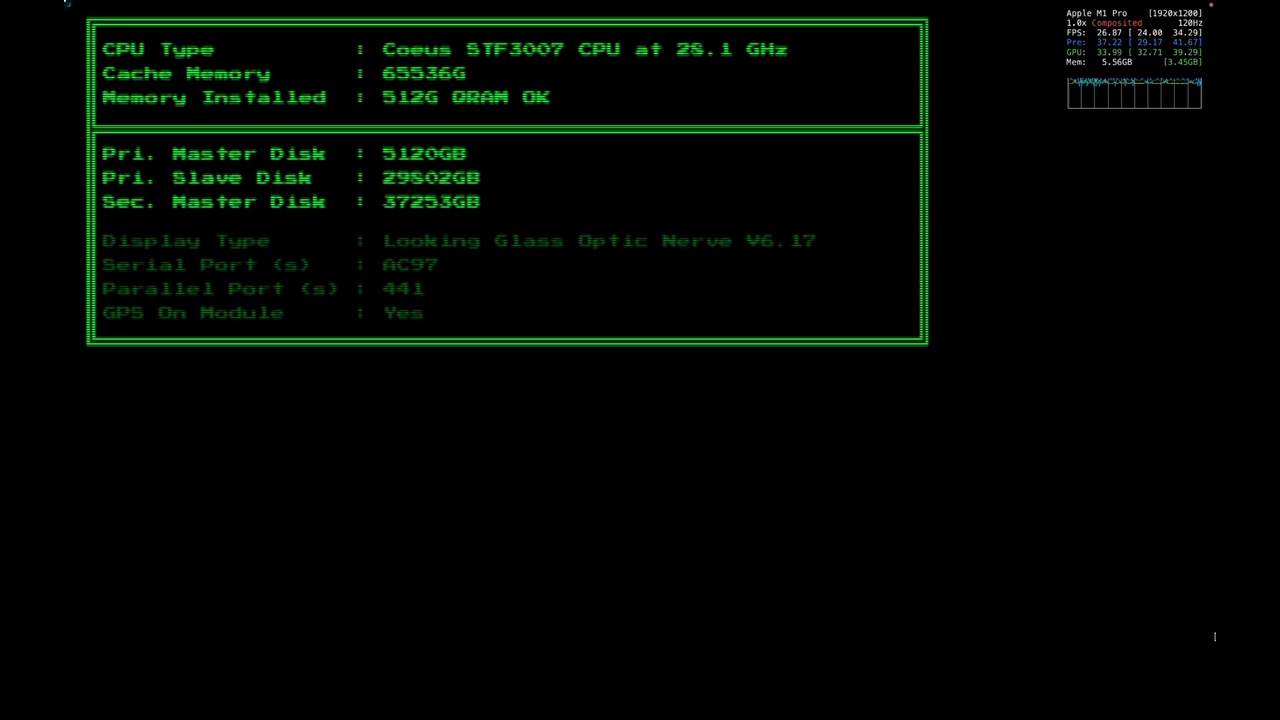 CPU Type : Coeus STF3007 CPU at 28.1 GHz
Cache Memory : 65536G
Memory Installed : 512G QRAM OK
Pri. Master Disk : 5120GB
Pri. Slave Disk : 29802GB
Sec. Master Disk : 37253GB
Display Type : Looking Glass Optic Nerve V6.17
Serial Port (s) : AC97
Parallel Port (s) : 441
GPS On Module : Yes
Apple M1 Pro [1920x1200]
1.0x Composited 120Hz
FPS: 26.87 [ 24.00 34.29]
Pre: 37.22 [ 29.17 41.67]
GPU: 33.99 [ 32.71 39.29]
Mem: 5.56GB [3.45GB]